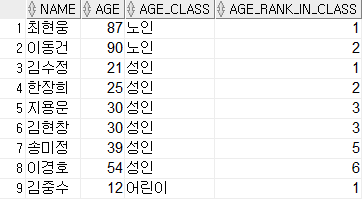 NAME AGE AGE_CLASS AGE_RANK_IN_CLASS
1 최현웅 87 노인 1
2 이동건 90 노인 2
3 김수정 21 성인 1
4 한장희 25 성인 2
5 지용운 30 성인 3
6 김현창 30 성인 3
7 송미정 39 성인 5
8 이경호 54 성인 6
9 김중수 12 어린이 1